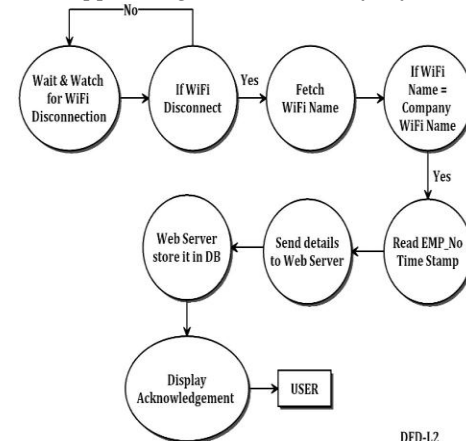 No
Wait & Watch
for WiFi
Disconnection
If WiFi
Disconnect
Yes
Fetch
WiFi Name
If WiFi
Name =
Company
WiFi Name
Yes
Web Server
store it in DB
Send details
to Web Server
Read EMP_No
Time Stamp
Display
Acknowledgement
USER
DFD-L2